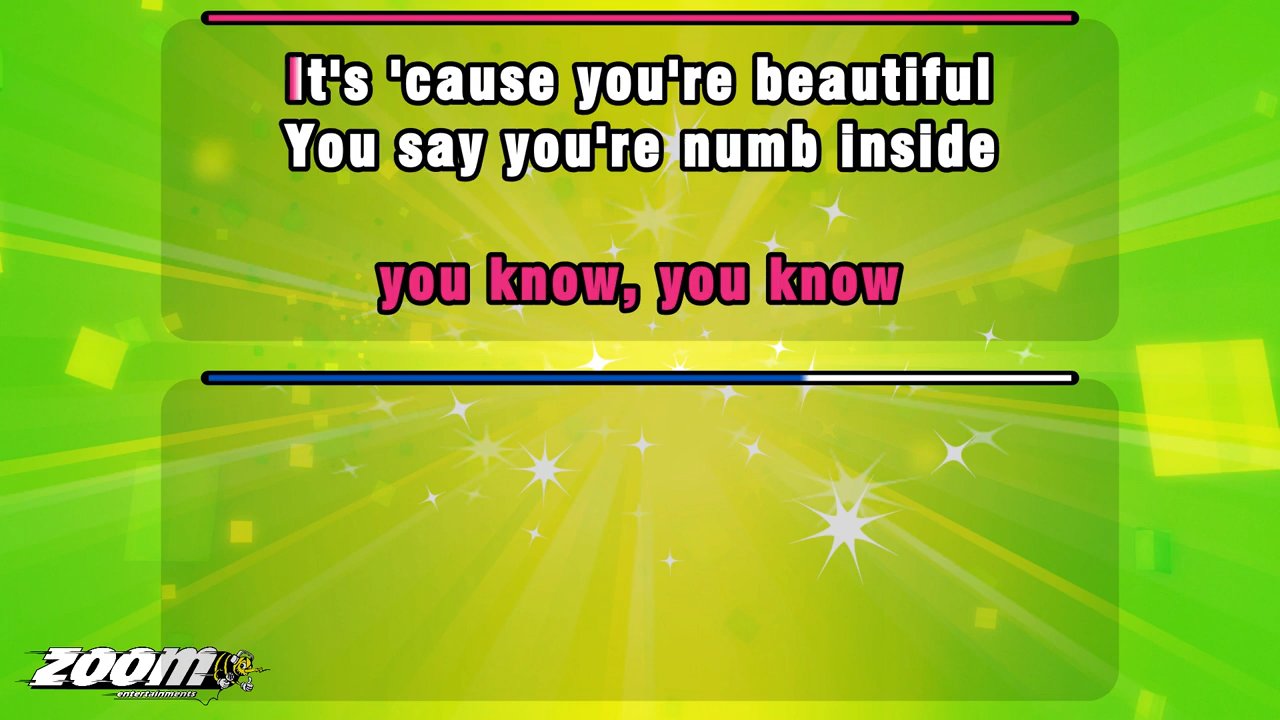 It's 'cause you're beautiful
You say you're numb inside
you know, you know
ZOOM
entertainments